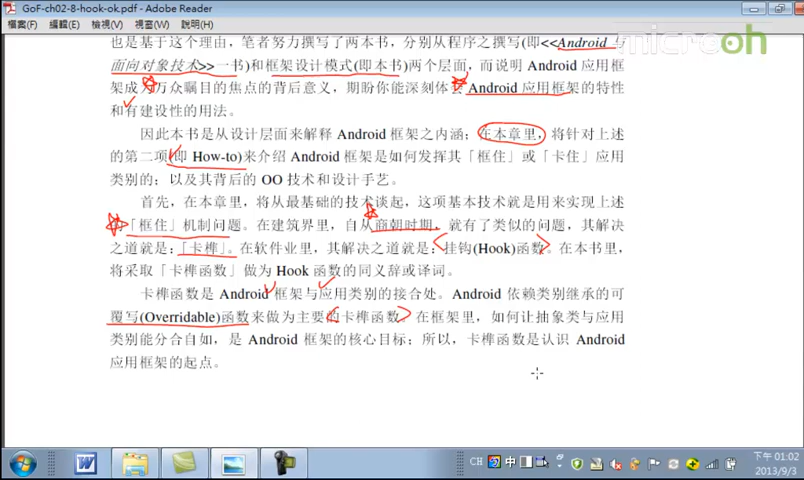 GoF-ch02-8-hook-ok.pdf - Adobe Reader
檔案(F) 編輯(E) 檢視(V) 視窗(W) 說明(H)
microoh
也是基于这个理由，笔者努力撰写了两本书，分别从程序之撰写(即<<Android 与
面向对象技术>>一书)和框架设计模式(即本书)两个层面，而说明 Android 应用框
架成为万众瞩目的焦点的背后意义，期盼你能深刻体会 Android 应用框架的特性
和有建设性的用法。
因此本书是从设计层面来解释 Android 框架之内涵；在本章里，将针对上述
的第二项(即 How-to)来介绍 Android 框架是如何发挥其「框住」或「卡住」应用
类别的；以及其背后的 OO 技术和设计手艺。
首先，在本章里，将从最基础的技术谈起，这项基本技术就是用来实现上述
的「框住」机制问题。在建筑界里，自从商朝时期，就有了类似的问题，其解决
之道就是：「卡榫」。在软件业里，其解决之道就是：挂钩(Hook)函数。在本书里，
将采取「卡榫函数」做为 Hook 函数的同义辞或译词。
卡榫函数是 Android 框架与应用类别的接合处。Android 依赖类别继承的可
覆写(Overridable)函数来做为主要的卡榫函数。在框架里，如何让抽象类与应用
类别能分合自如，是 Android 框架的核心目标；所以，卡榫函数是认识 Android
应用框架的起点。
CH 中 下午 01:02
2013/9/3